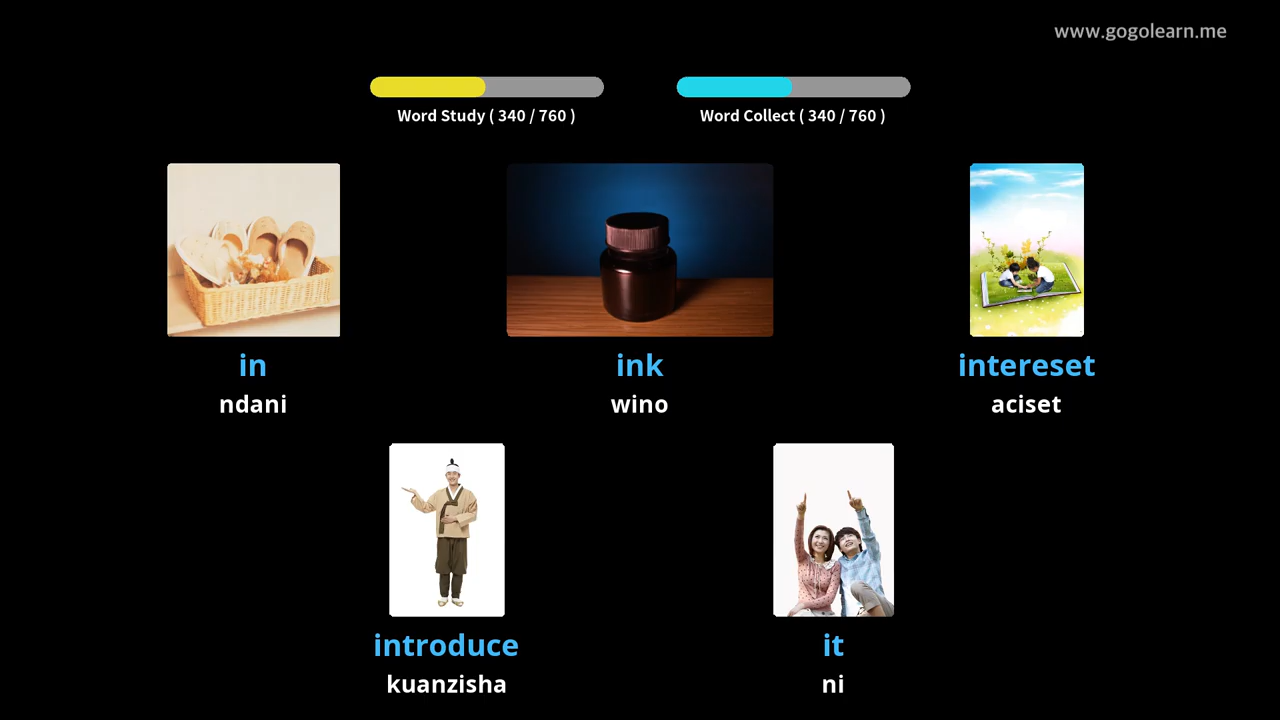 www.gogolearn.me
Word Study ( 340 / 760 )
Word Collect ( 340 / 760 )
in
ndani
ink
wino
intereset
aciset
introduce
kuanzisha
it
ni